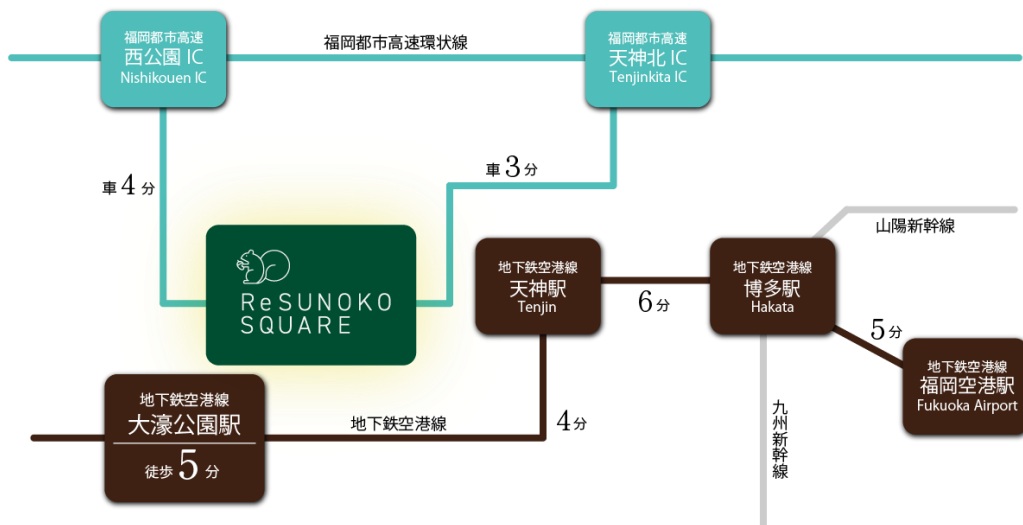 福岡都市高速
西公園 IC
Nishikouen IC
福岡都市高速環状線
福岡都市高速
天神北 IC
Tenjinkita IC
車 4 分
車 3 分
ReSUNOKO
SQUARE
地下鉄空港線
天神駅
Tenjin
6 分
地下鉄空港線
博多駅
Hakata
山陽新幹線
5 分
地下鉄空港線
福岡空港駅
Fukuoka Airport
九州新幹線
地下鉄空港線
大濠公園駅
徒歩 5 分
地下鉄空港線
4 分